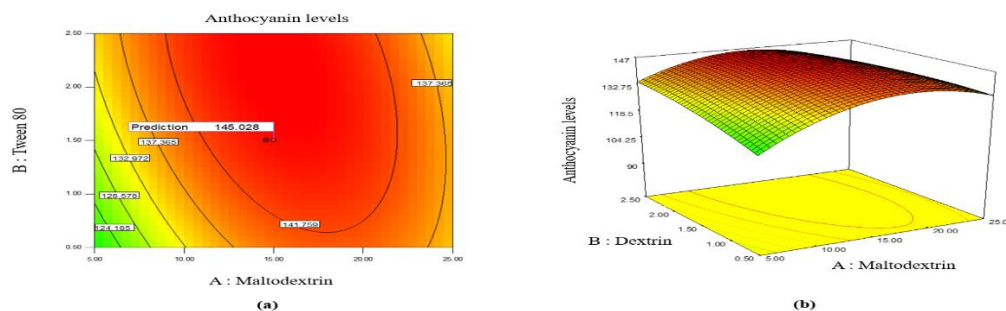 Anthocyanin levels
2.50
2.00
1.50
1.00
0.50
B : Tween 80
137.365
Prediction 145.028
137.365
132.972
128.578
124.185
141.759
5.00 10.00 15.00 20.00 25.00
A : Maltodextrin
(a)
147
132.75
118.5
104.25
90
Anthocyanin levels
2.50
2.00
1.50
1.00
0.50
B : Dextrin
25.00
20.00
15.00
10.00
5.00
A : Maltodextrin
(b)